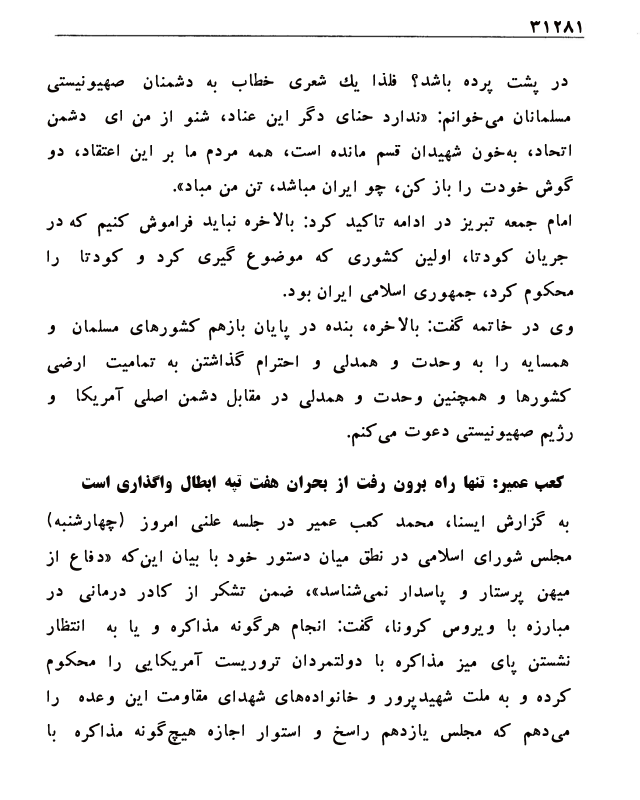 ۳۱۲۸۱
در پشت پرده باشد؟ فلذا یك شعری خطاب به دشمنان صهیونیستی
مسلمانان می‌خوانم: «ندارد حنای دگر این عناد، شنو از من ای دشمن
اتحاد، به‌خون شهیدان قسم مانده است، همه مردم ما بر این اعتقاد، دو
گوش خودت را باز کن، چو ایران مباشد، تن من مباد».
امام جمعه تبریز در ادامه تاکید کرد: بالاخره نباید فراموش کنیم که در
جریان کودتا، اولین کشوری که موضوع گیری کرد و کودتا را
محکوم کرد، جمهوری اسلامی ایران بود.
وی در خاتمه گفت: بالاخره، بنده در پایان بازهم کشورهای مسلمان و
همسایه را به وحدت و همدلی و احترام گذاشتن به تمامیت ارضی
کشورها و همچنین وحدت و همدلی در مقابل دشمن اصلی آمریکا و
رژیم صهیونیستی دعوت می‌کنم.
کعب عمیر: تنها راه برون رفت از بحران هفت تپه ابطال واگذاری است
به گزارش ایسنا، محمد کعب عمیر در جلسه علنی امروز (چهارشنبه)
مجلس شورای اسلامی در نطق میان دستور خود با بیان این‌که «دفاع از
میهن پرستار و پاسدار نمی‌شناسد»، ضمن تشکر از کادر درمانی در
مبارزه با ویروس کرونا، گفت: انجام هرگونه مذاکره و یا به انتظار
نشستن پای میز مذاکره با دولتمردان تروریست آمریکایی را محکوم
کرده و به ملت شهیدپرور و خانواده‌های شهدای مقاومت این وعده را
می‌دهم که مجلس یازدهم راسخ و استوار اجازه هیچ‌گونه مذاکره با